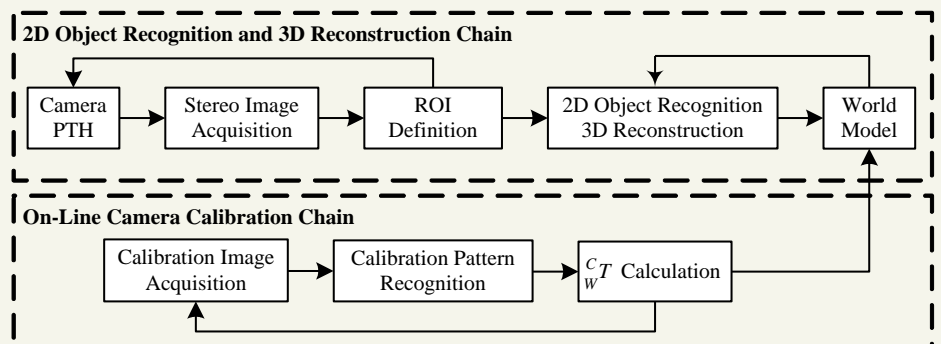 2D Object Recognition and 3D Reconstruction Chain
Camera
PTH
Stereo Image
Acquisition
ROI
Definition
2D Object Recognition
3D Reconstruction
World
Model
On-Line Camera Calibration Chain
Calibration Image
Acquisition
Calibration Pattern
Recognition
C W T Calculation